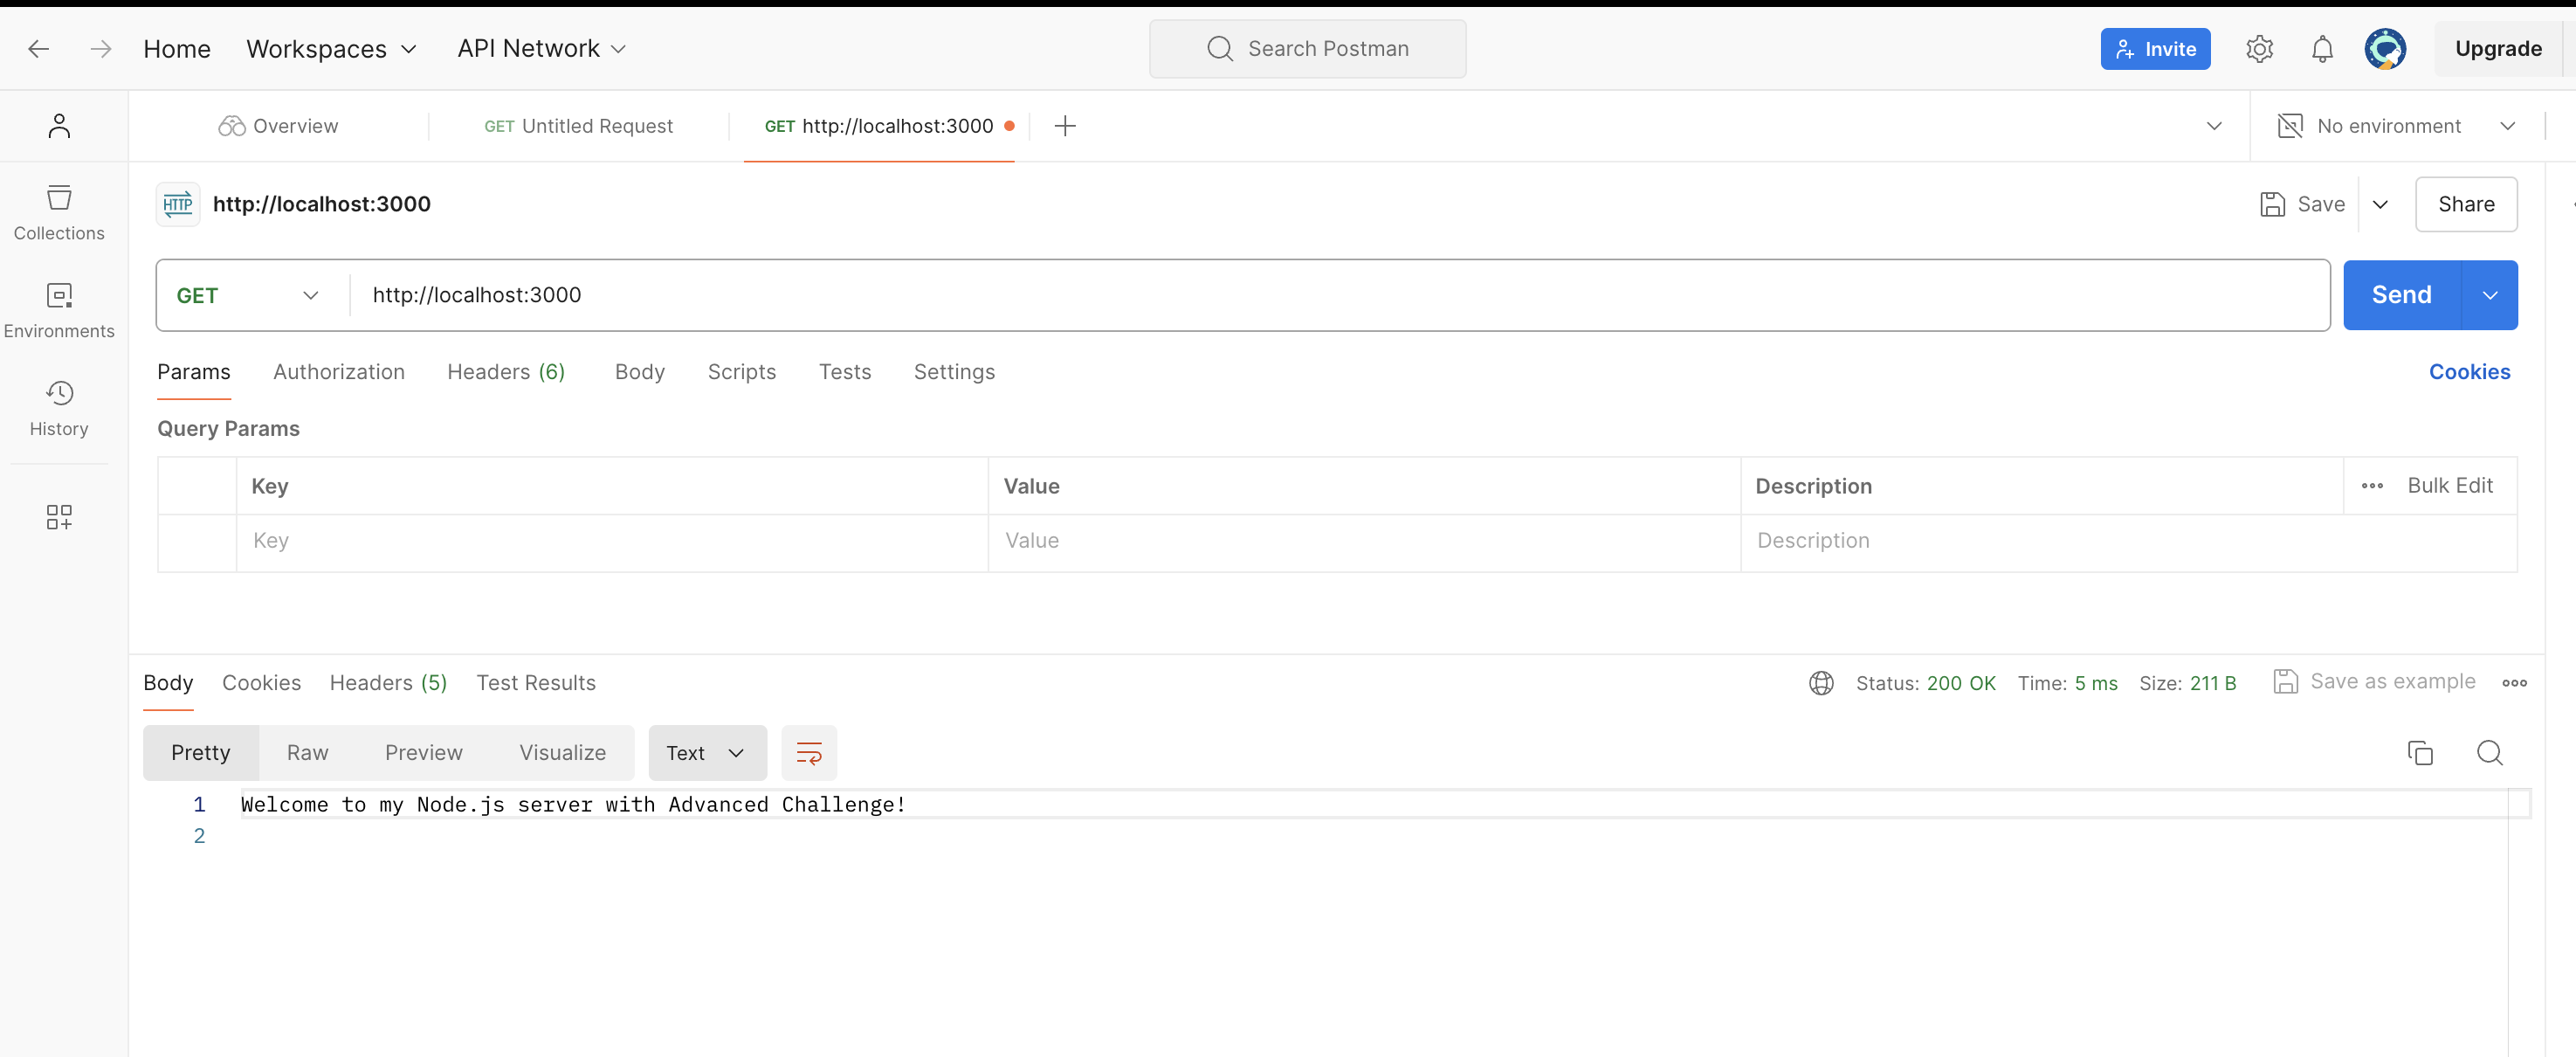 Home Workspaces API Network Search Postman Invite Upgrade
Overview GET Untitled Request GET http://localhost:3000 No environment
HTTP http://localhost:3000 Save Share
Collections
GET http://localhost:3000 Send
Environments
Params Authorization Headers (6) Body Scripts Tests Settings Cookies
History
Query Params
Key Value Description Bulk Edit
Key Value Description
Body Cookies Headers (5) Test Results Status: 200 OK Time: 5 ms Size: 211 B Save as example
Pretty Raw Preview Visualize Text
1 Welcome to my Node.js server with Advanced Challenge!
2